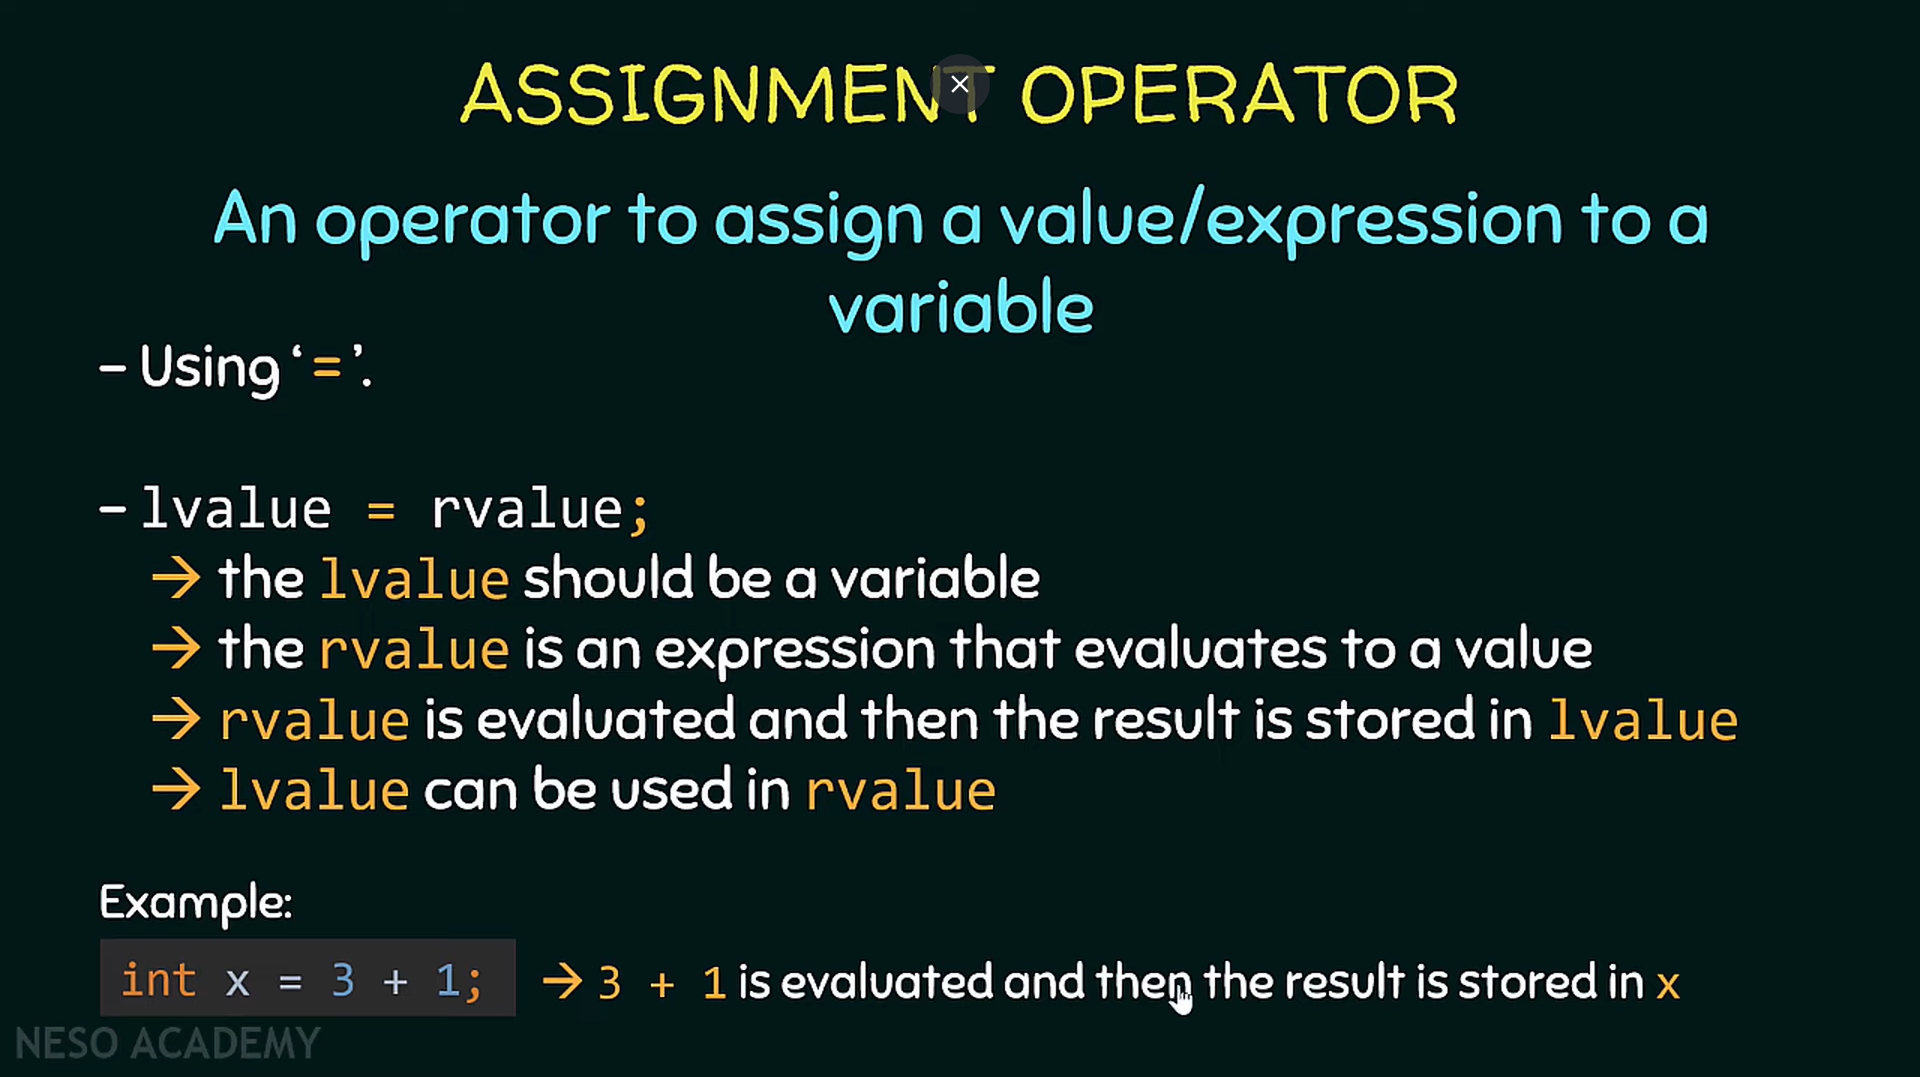 ASSIGNMENT OPERATOR
An operator to assign a value/expression to a
variable
– Using ‘=’.
– lvalue = rvalue;
→ the lvalue should be a variable
→ the rvalue is an expression that evaluates to a value
→ rvalue is evaluated and then the result is stored in lvalue
→ lvalue can be used in rvalue
Example:
int x = 3 + 1; → 3 + 1 is evaluated and then the result is stored in x
NESO ACADEMY